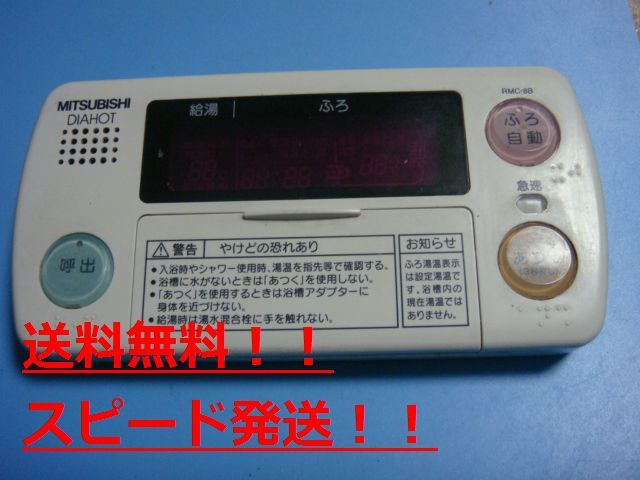 MITSUBISHI
DIAHOT
給湯
ふろ
RMC-8B
ふろ
自動
急速
呼出
警告 やけどの恐れあり
●入浴時やシャワー使用時、湯温を指先等で確認する。
●浴槽に水がないときは「あつく」を使用しない。
●「あつく」を使用するときは浴槽アダプターに
身体を近づけない。
●給湯時は湯水混合栓に手を触れない。
お知らせ
ふろ湯温表示
は設定湯温で
す。浴槽内の
現在湯温では
ありません。
送料無料！！
スピード発送！！